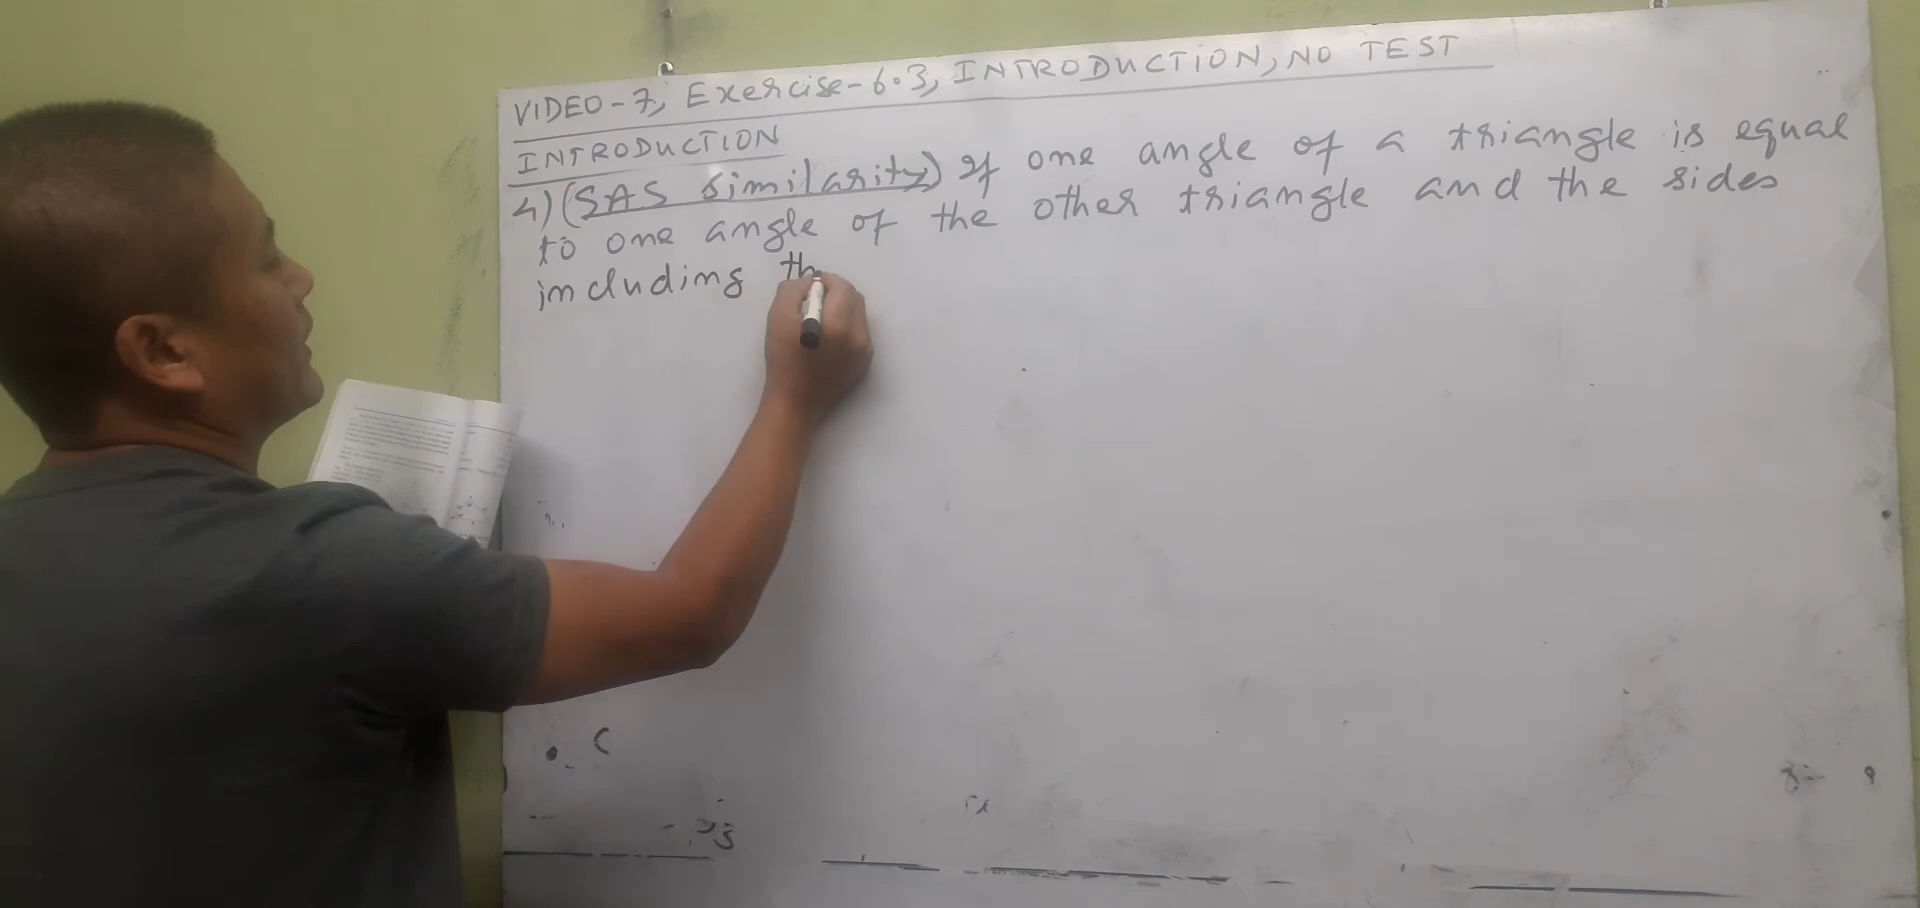 VIDEO-7, Exercise-6.3, INTRODUCTION, NO TEST
INTRODUCTION
4) (SAS similarity) If one angle of a triangle is equal
to one angle of the other triangle and the sides
including th